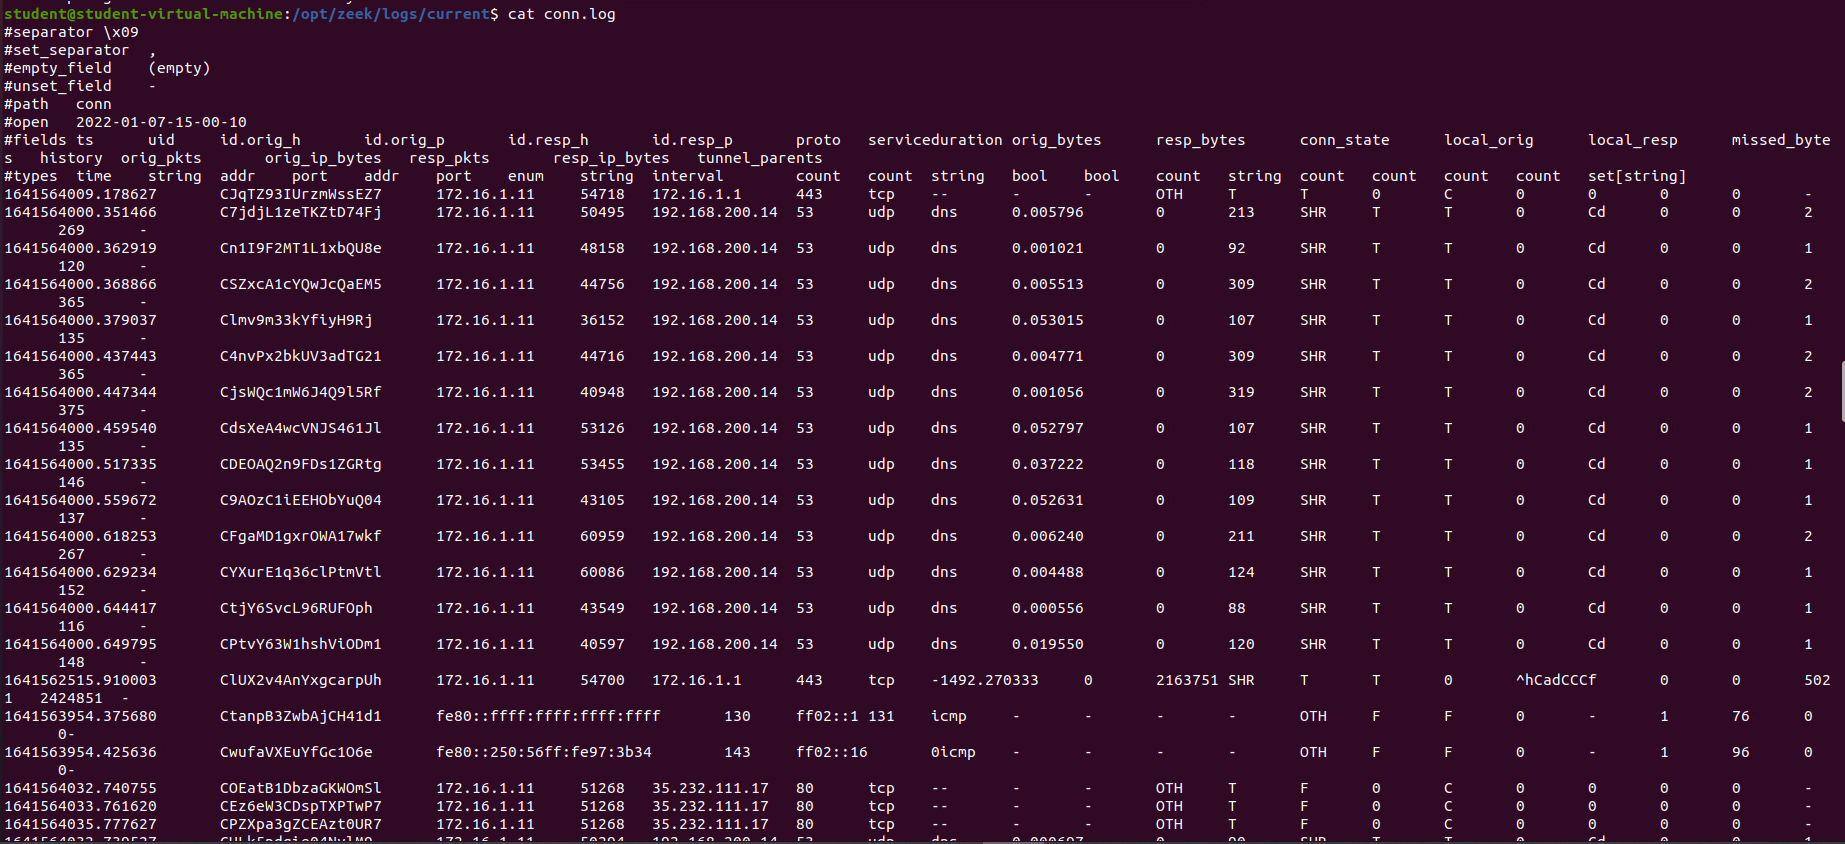 student@student-virtual-machine:/opt/zeek/logs/current$ cat conn.log
#separator \x09
#set_separator  ,
#empty_field    (empty)
#unset_field    -
#path   conn
#open   2022-01-07-15-00-10
#fields ts      uid     id.orig_h       id.orig_p       id.resp_h       id.resp_p       proto   serviceduration orig_bytes      resp_bytes      conn_state      local_orig      local_resp      missed_byte
s   history  orig_pkts       orig_ip_bytes   resp_pkts       resp_ip_bytes   tunnel_parents
#types  time    string  addr    port    addr    port    enum    string  interval        count   count   string  bool    bool    count   string  count   count   count   count   set[string]
1641564009.178627       CJqTZ93IUrzmWssEZ7      172.16.1.11     54718   172.16.1.1      443     tcp     --      -       -       OTH     T       T       0       C       0       0       0       -
1641564000.351466       C7jdjL1zeTKZtD74Fj      172.16.1.11     50495   192.168.200.14  53      udp     dns     0.005796        0       213     SHR     T       T       0       Cd      0       0       2
269      -
1641564000.362919       Cn1I9F2MT1L1xbQU8e      172.16.1.11     48158   192.168.200.14  53      udp     dns     0.001021        0       92      SHR     T       T       0       Cd      0       0       1
120      -
1641564000.368866       CSZxcA1cYQwJcQaEM5      172.16.1.11     44756   192.168.200.14  53      udp     dns     0.005513        0       309     SHR     T       T       0       Cd      0       0       2
365      -
1641564000.379037       Clmv9m33kYfiyH9Rj       172.16.1.11     36152   192.168.200.14  53      udp     dns     0.053015        0       107     SHR     T       T       0       Cd      0       0       1
135      -
1641564000.437443       C4nvPx2bkUV3adTG21      172.16.1.11     44716   192.168.200.14  53      udp     dns     0.004771        0       309     SHR     T       T       0       Cd      0       0       2
365      -
1641564000.447344       CjsWQc1mW6J4Q9l5Rf      172.16.1.11     40948   192.168.200.14  53      udp     dns     0.001056        0       319     SHR     T       T       0       Cd      0       0       2
375      -
1641564000.459540       CdsXeA4wcVNJS461Jl      172.16.1.11     53126   192.168.200.14  53      udp     dns     0.052797        0       107     SHR     T       T       0       Cd      0       0       1
135      -
1641564000.517335       CDEOAQ2n9FDs1ZGRtg      172.16.1.11     53455   192.168.200.14  53      udp     dns     0.037222        0       118     SHR     T       T       0       Cd      0       0       1
146      -
1641564000.559672       C9AOzC1iEEHObYuQ04      172.16.1.11     43105   192.168.200.14  53      udp     dns     0.052631        0       109     SHR     T       T       0       Cd      0       0       1
137      -
1641564000.618253       CFgaMD1gxrOWA17wkf      172.16.1.11     60959   192.168.200.14  53      udp     dns     0.006240        0       211     SHR     T       T       0       Cd      0       0       2
267      -
1641564000.629234       CYXurE1q36clPtmVtl      172.16.1.11     60086   192.168.200.14  53      udp     dns     0.004488        0       124     SHR     T       T       0       Cd      0       0       1
152      -
1641564000.644417       CtjY6SvcL96RUFOph       172.16.1.11     43549   192.168.200.14  53      udp     dns     0.000556        0       88      SHR     T       T       0       Cd      0       0       1
116      -
1641564000.649795       CPtvY63W1hshViODm1      172.16.1.11     40597   192.168.200.14  53      udp     dns     0.019550        0       120     SHR     T       T       0       Cd      0       0       1
148      -
1641562515.910003       ClUX2v4AnYxgcarpUh      172.16.1.11     54700   172.16.1.1      443     tcp     -1492.270333     0       2163751 SHR     T       T       0       ^hCadCCCf       0       0       502
1   2424851  -
1641563954.375680       CtanpB3ZwbAjCH41d1      fe80::ffff:ffff:ffff:ffff       130     ff02::1 131     icmp    -       -       -       -       OTH     F       F       0       -       1       76      0
0-
1641563954.425636       CwufaVXEuYfGc1O6e       fe80::250:56ff:fe97:3b34        143     ff02::16        0icmp   -       -       -       -       OTH     F       F       0       -       1       96      0
0-
1641564032.740755       COEatB1DbzaGKWOmSl      172.16.1.11     51268   35.232.111.17   80      tcp     --      -       -       OTH     T       F       0       C       0       0       0       -
1641564033.761620       CEz6eW3CDspTXPTwP7      172.16.1.11     51268   35.232.111.17   80      tcp     --      -       -       OTH     T       F       0       C       0       0       0       -
1641564035.777627       CPZXpa3gZCEAzt0UR7      172.16.1.11     51268   35.232.111.17   80      tcp     --      -       -       OTH     T       F       0       C       0       0       0       -